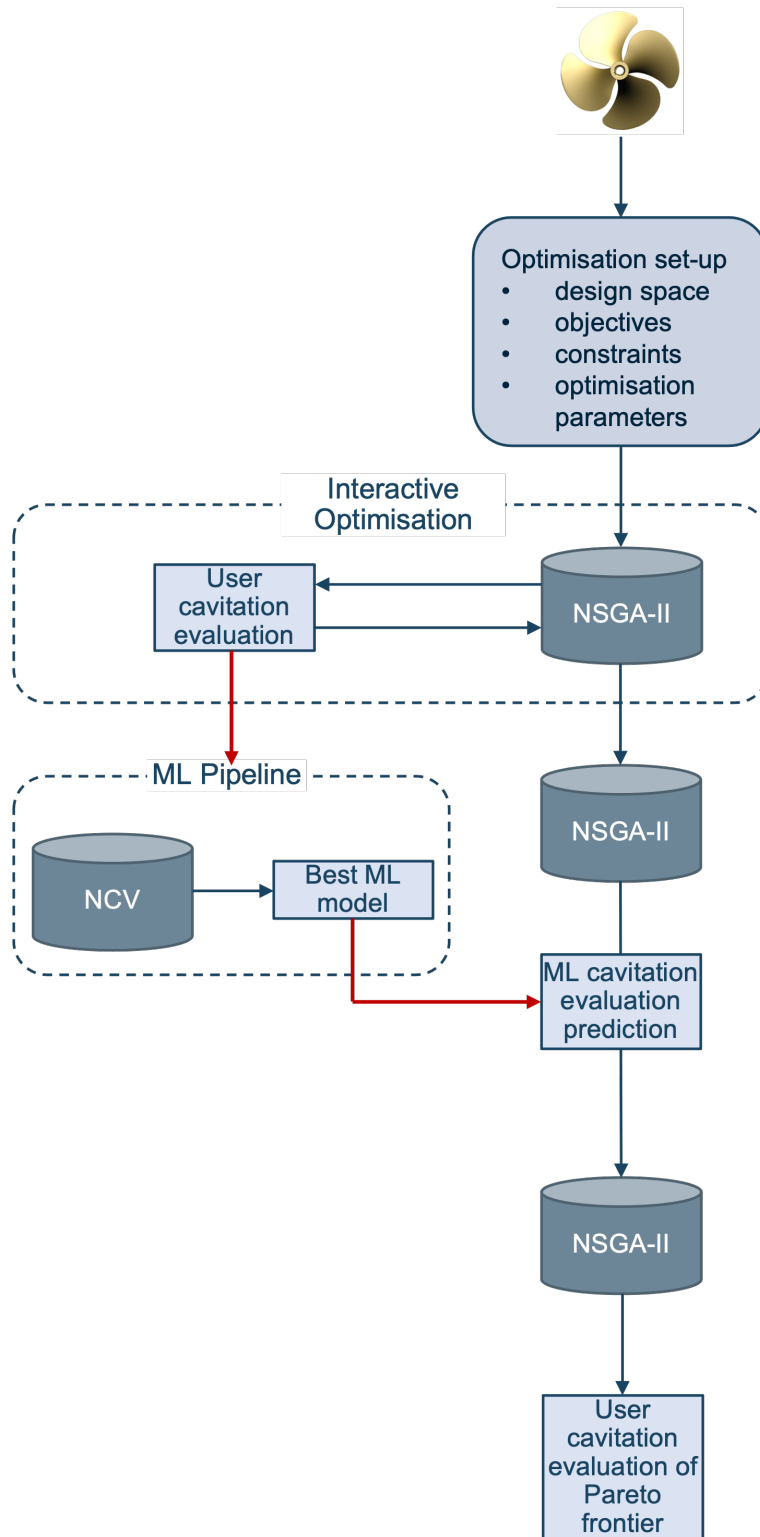 Optimisation set-up
• design space
• objectives
• constraints
• optimisation
parameters
Interactive
Optimisation
User
cavitation
evaluation
NSGA-II
ML Pipeline
NCV
Best ML
model
NSGA-II
ML cavitation
evaluation
prediction
NSGA-II
User
cavitation
evaluation of
Pareto
frontier